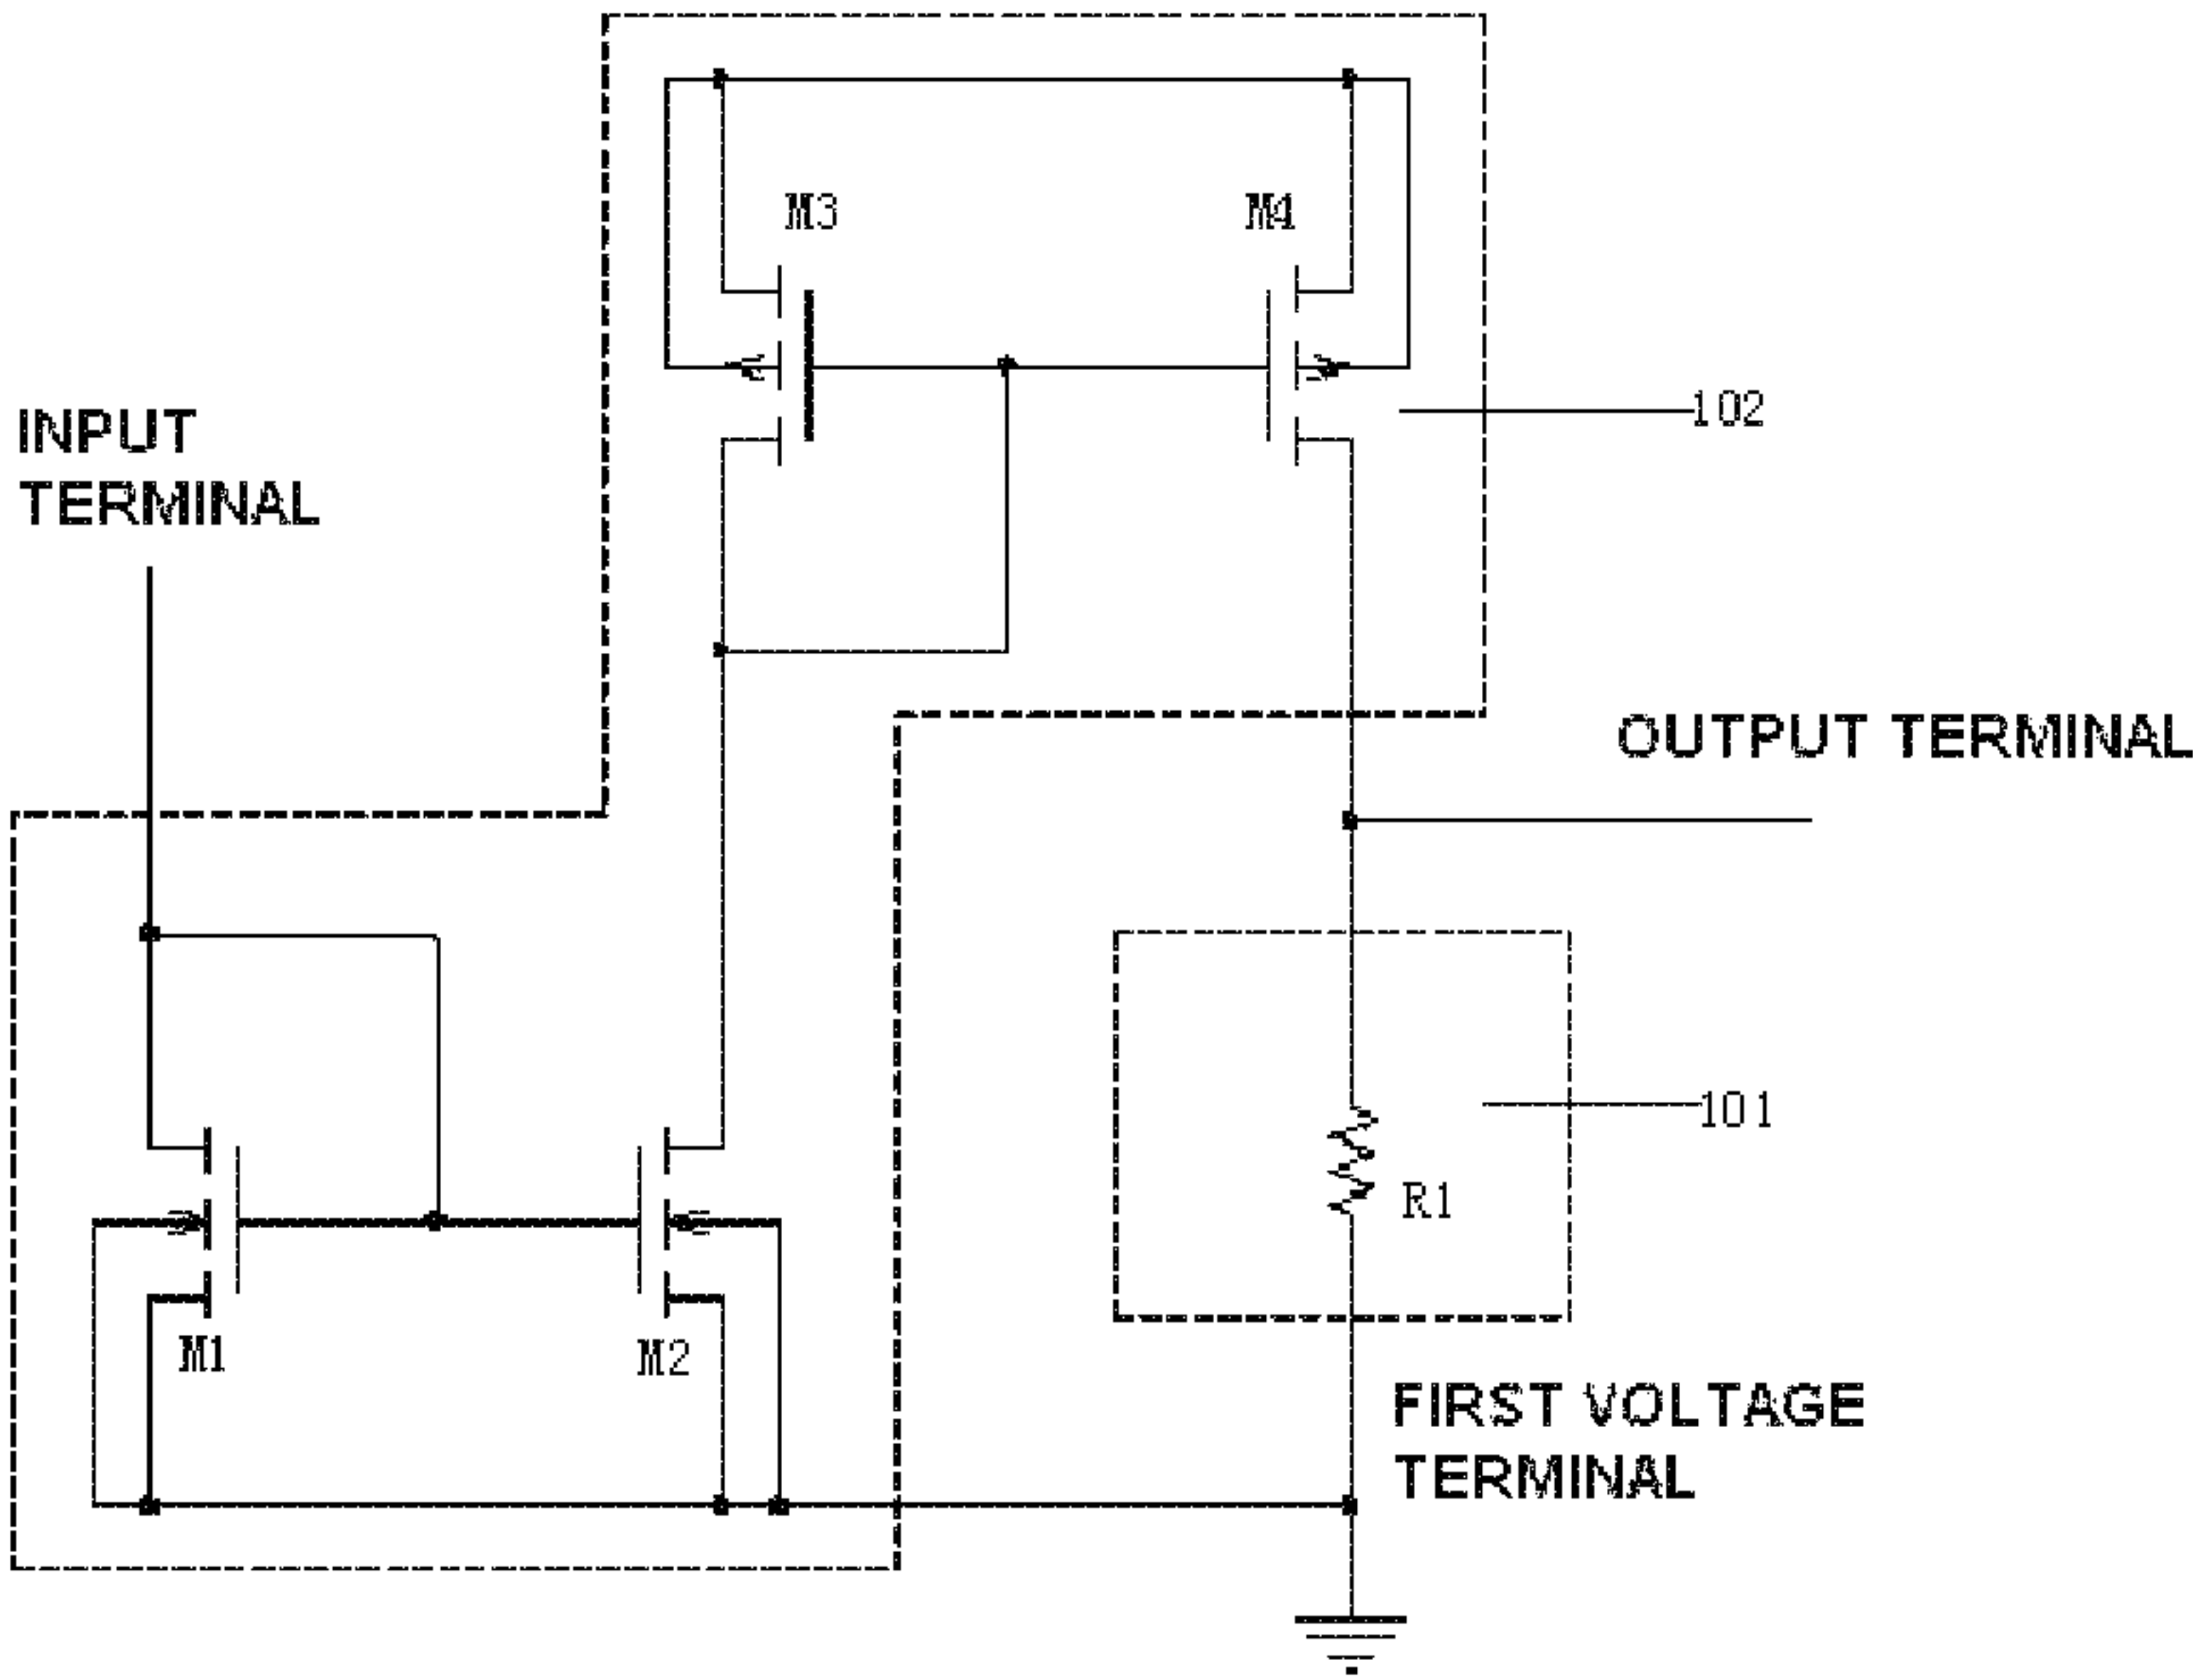 M3
M4
102
INPUT
TERMINAL
OUTPUT TERMINAL
101
R1
M1
M2
FIRST VOLTAGE
TERMINAL